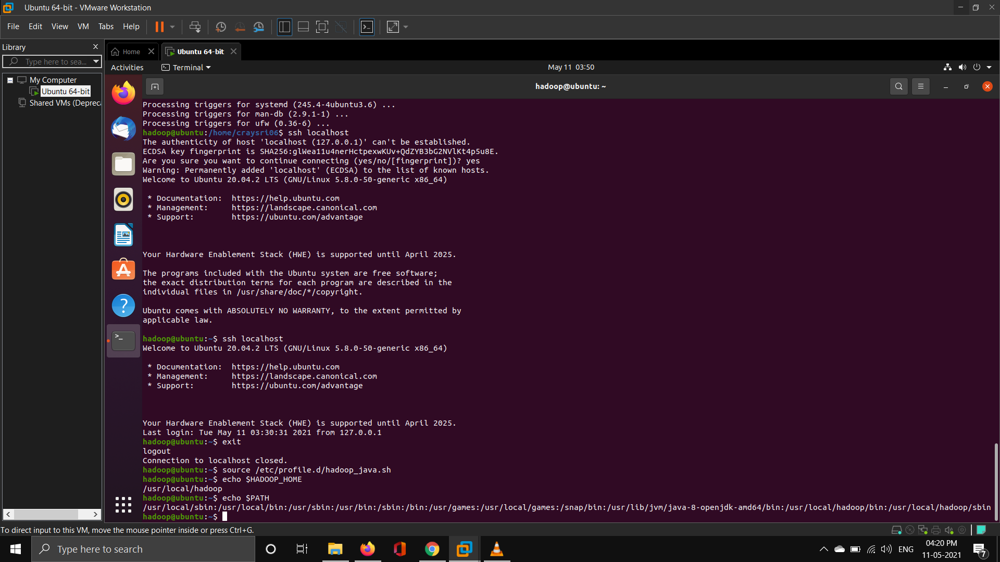 Ubuntu 64-bit - VMware Workstation
File Edit View VM Tabs Help
Library
Type here to sea...
My Computer
Ubuntu 64-bit
Shared VMs (Depreca
Home
Ubuntu 64-bit
Activities
Terminal
May 11 03:50
hadoop@ubuntu: ~
Processing triggers for systemd (245.4-4ubuntu3.6) ...
Processing triggers for man-db (2.9.1-1) ...
Processing triggers for ufw (0.36-6) ...
hadoop@ubuntu:/home/craysri06$ ssh localhost
The authenticity of host 'localhost (127.0.0.1)' can't be established.
ECDSA key fingerprint is SHA256:glWea11u4nerHctpexwKUv+QdZYB3bG2NVlKt4p5u8E.
Are you sure you want to continue connecting (yes/no/[fingerprint])? yes
Warning: Permanently added 'localhost' (ECDSA) to the list of known hosts.
Welcome to Ubuntu 20.04.2 LTS (GNU/Linux 5.8.0-50-generic x86_64)
* Documentation: https://help.ubuntu.com
* Management: https://landscape.canonical.com
* Support: https://ubuntu.com/advantage
Your Hardware Enablement Stack (HWE) is supported until April 2025.
The programs included with the Ubuntu system are free software;
the exact distribution terms for each program are described in the
individual files in /usr/share/doc/*/copyright.
Ubuntu comes with ABSOLUTELY NO WARRANTY, to the extent permitted by
applicable law.
hadoop@ubuntu:~$ ssh localhost
Welcome to Ubuntu 20.04.2 LTS (GNU/Linux 5.8.0-50-generic x86_64)
* Documentation: https://help.ubuntu.com
* Management: https://landscape.canonical.com
* Support: https://ubuntu.com/advantage
Your Hardware Enablement Stack (HWE) is supported until April 2025.
Last login: Tue May 11 03:30:31 2021 from 127.0.0.1
hadoop@ubuntu:~$ exit
logout
Connection to localhost closed.
hadoop@ubuntu:~$ source /etc/profile.d/hadoop_java.sh
hadoop@ubuntu:~$ echo $HADOOP_HOME
/usr/local/hadoop
hadoop@ubuntu:~$ echo $PATH
/usr/local/sbin:/usr/local/bin:/usr/sbin:/usr/bin:/sbin:/bin:/usr/games:/usr/local/games:/snap/bin:/usr/lib/jvm/java-8-openjdk-amd64/bin:/usr/local/hadoop/bin:/usr/local/hadoop/sbin
hadoop@ubuntu:~$
To direct input to this VM, move the mouse pointer inside or press Ctrl+G.
Type here to search
ENG
04:20 PM
11-05-2021
7